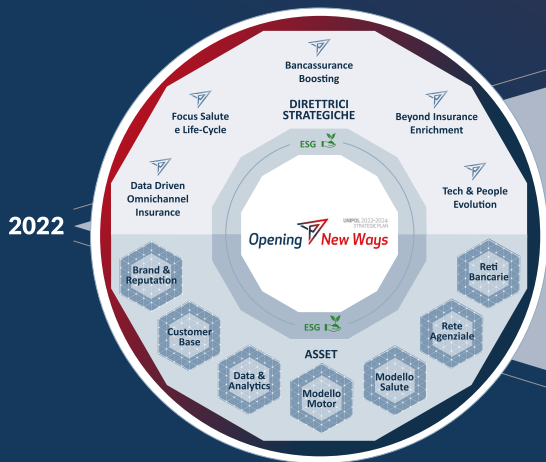 Bancassurance
Boosting
DIRETTRICI
STRATEGICHE
Focus Salute
e Life-Cycle
Beyond Insurance
Enrichment
ESG
Data Driven
Omnichannel
Insurance
Tech & People
Evolution
2022
UNIPOL 2022-2024
STRATEGIC PLAN
Opening New Ways
Brand &
Reputation
Reti
Bancarie
Customer
Base
ESG
Rete
Agenziale
ASSET
Data &
Analytics
Modello
Motor
Modello
Salute